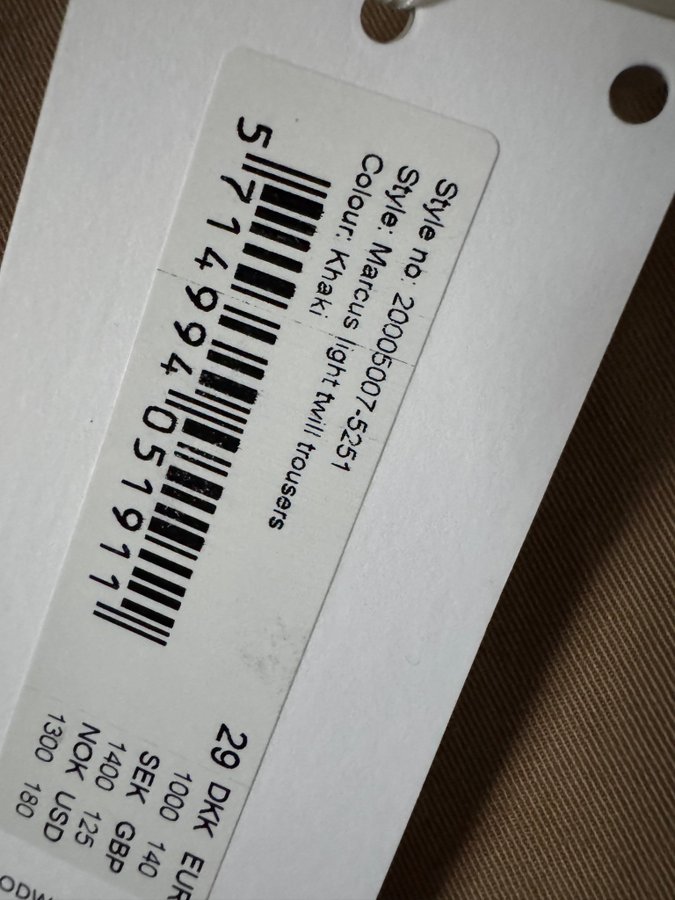 Style no: 20005007-5251
Style: Marcus light twill trousers
Colour: Khaki
5 714994 051911
29
DKK EUR
1000 140
SEK GBP
1400 125
NOK USD
1300 180